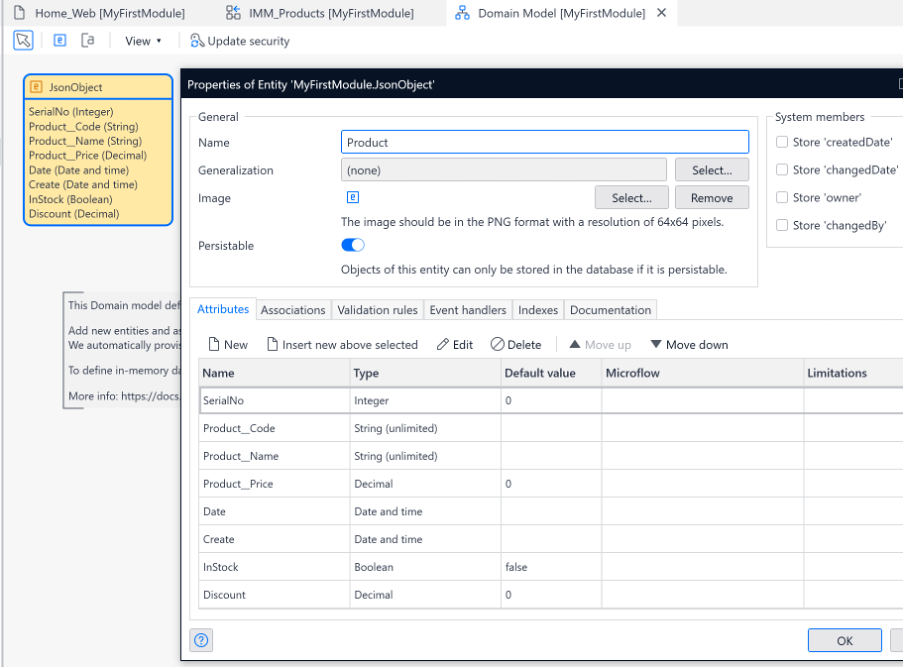 Home_Web [MyFirstModule]
IMM_Products [MyFirstModule]
Domain Model [MyFirstModule]
View
Update security
JsonObject
SerialNo (Integer)
Product__Code (String)
Product__Name (String)
Product__Price (Decimal)
Date (Date and time)
Create (Date and time)
InStock (Boolean)
Discount (Decimal)
This Domain model def
Add new entities and as
We automatically provis
To define in-memory da
More info: https://docs.
Properties of Entity 'MyFirstModule.JsonObject'
General
Name
Product
Generalization
(none)
Select...
Image
Select...
Remove
The image should be in the PNG format with a resolution of 64x64 pixels.
Persistable
Objects of this entity can only be stored in the database if it is persistable.
System members
Store 'createdDate'
Store 'changedDate'
Store 'owner'
Store 'changedBy'
Attributes Associations Validation rules Event handlers Indexes Documentation
New Insert new above selected Edit Delete Move up Move down
Name Type Default value Microflow Limitations
SerialNo Integer 0
Product__Code String (unlimited)
Product__Name String (unlimited)
Product__Price Decimal 0
Date Date and time
Create Date and time
InStock Boolean false
Discount Decimal 0
OK